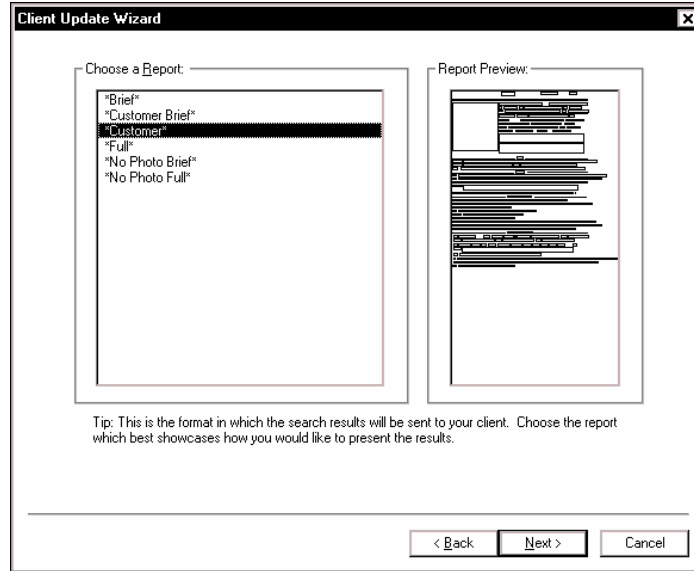 Client Update Wizard
Choose a Report:
*Brief*
*Customer Brief*
*Customer*
*Full*
*No Photo Brief*
*No Photo Full*
Report Preview:
Tip: This is the format in which the search results will be sent to your client. Choose the report
which best showcases how you would like to present the results.
< Back
Next >
Cancel